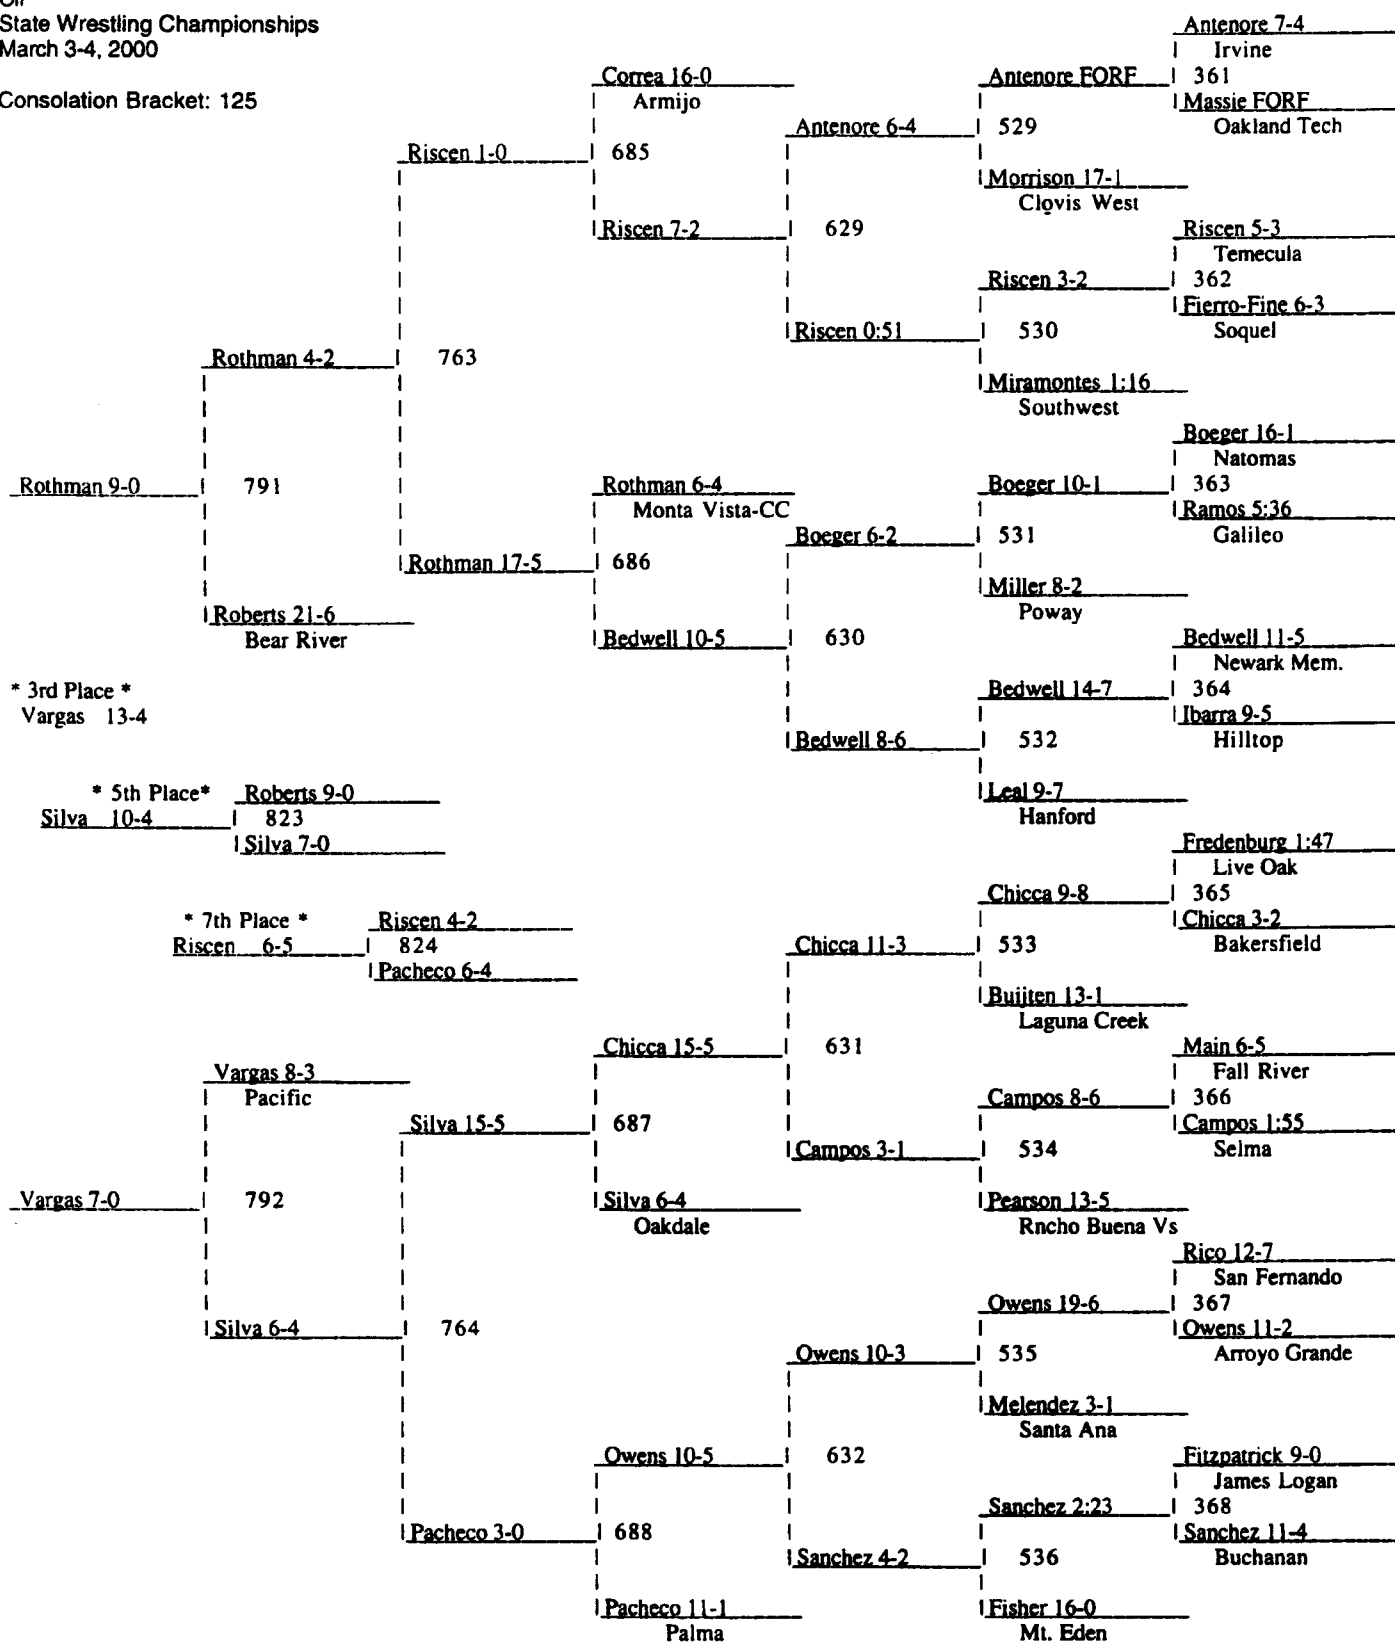 State Wrestling Championships
March 3-4, 2000
Consolation Bracket: 125
Antenore 7-4
Irvine
Correa 16-0
Antenore FORF
361
Armijo
Massie FORF
Antenore 6-4
529
Oakland Tech
Riscen 1-0
685
Morrison 17-1
Clovis West
Riscen 7-2
629
Riscen 5-3
Temecula
Riscen 3-2
362
Fierro-Fine 6-3
Riscen 0:51
530
Soquel
Rothman 4-2
763
Miramontes 1:16
Southwest
Boeger 16-1
Natomas
Rothman 9-0
791
Rothman 6-4
Boeger 10-1
363
Monta Vista-CC
Ramos 5:36
Boeger 6-2
531
Galileo
Rothman 17-5
686
Miller 8-2
Poway
Roberts 21-6
Bear River
Bedwell 10-5
630
Bedwell 11-5
Newark Mem.
* 3rd Place *
Bedwell 14-7
364
Vargas 13-4
Ibarra 9-5
Bedwell 8-6
532
Hilltop
* 5th Place*
Roberts 9-0
Leal 9-7
Silva 10-4
823
Hanford
Silva 7-0
Fredenburg 1:47
Live Oak
Chicca 9-8
365
* 7th Place *
Riscen 4-2
Chicca 3-2
Riscen 6-5
824
Chicca 11-3
533
Bakersfield
Pacheco 6-4
Buijten 13-1
Laguna Creek
Chicca 15-5
631
Main 6-5
Vargas 8-3
Fall River
Pacific
Campos 8-6
366
Silva 15-5
687
Campos 1:55
Campos 3-1
534
Selma
Vargas 7-0
792
Silva 6-4
Pearson 13-5
Oakdale
Rncho Buena Vs
Rico 12-7
San Fernando
Owens 19-6
367
Silva 6-4
764
Owens 11-2
Owens 10-3
535
Arroyo Grande
Melendez 3-1
Santa Ana
Owens 10-5
632
Fitzpatrick 9-0
James Logan
Sanchez 2:23
368
Pacheco 3-0
688
Sanchez 11-4
Sanchez 4-2
536
Buchanan
Pacheco 11-1
Fisher 16-0
Palma
Mt. Eden